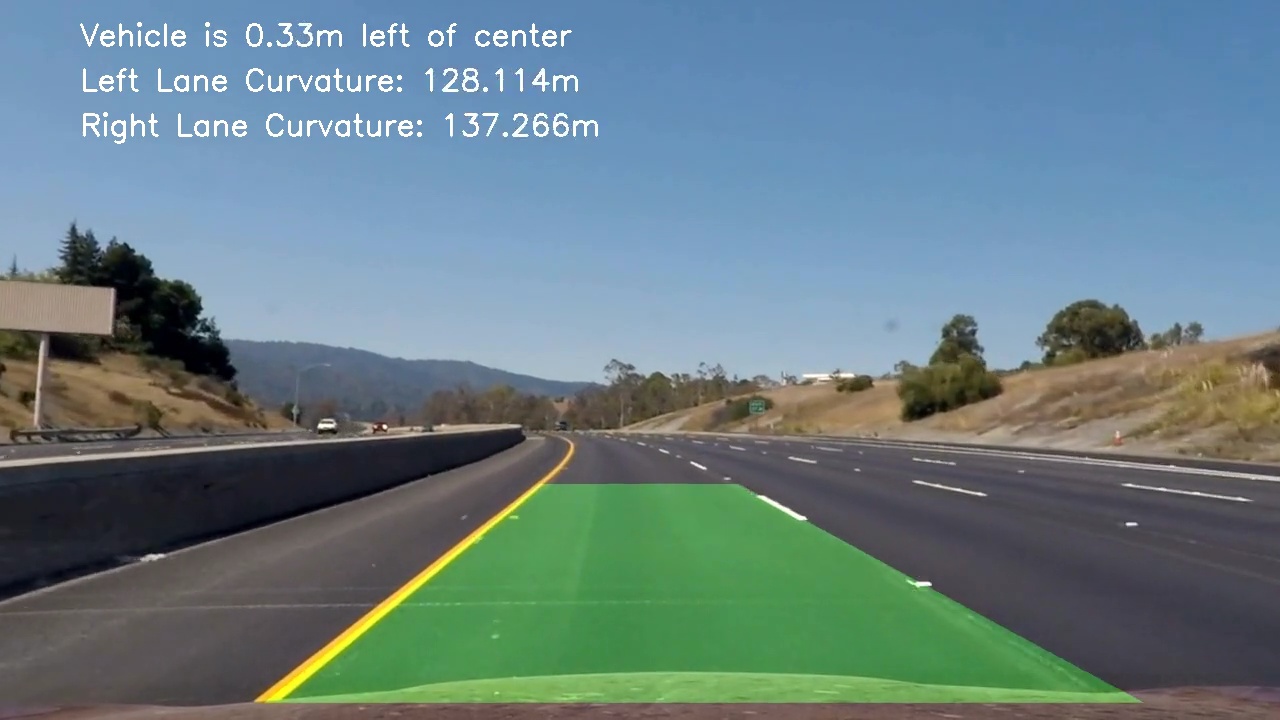 Vehicle is 0.33m left of center
Left Lane Curvature: 128.114m
Right Lane Curvature: 137.266m